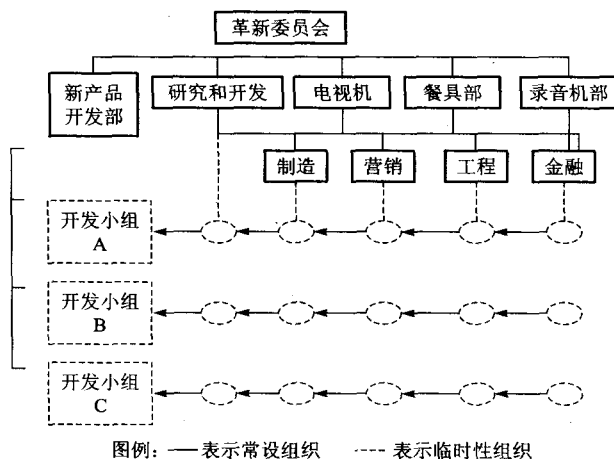 革新委员会
新产品
开发部
研究和开发
电视机
餐具部
录音机部
制造
营销
工程
金融
开发小组
A
开发小组
B
开发小组
C
图例：——表示常设组织 ----表示临时性组织